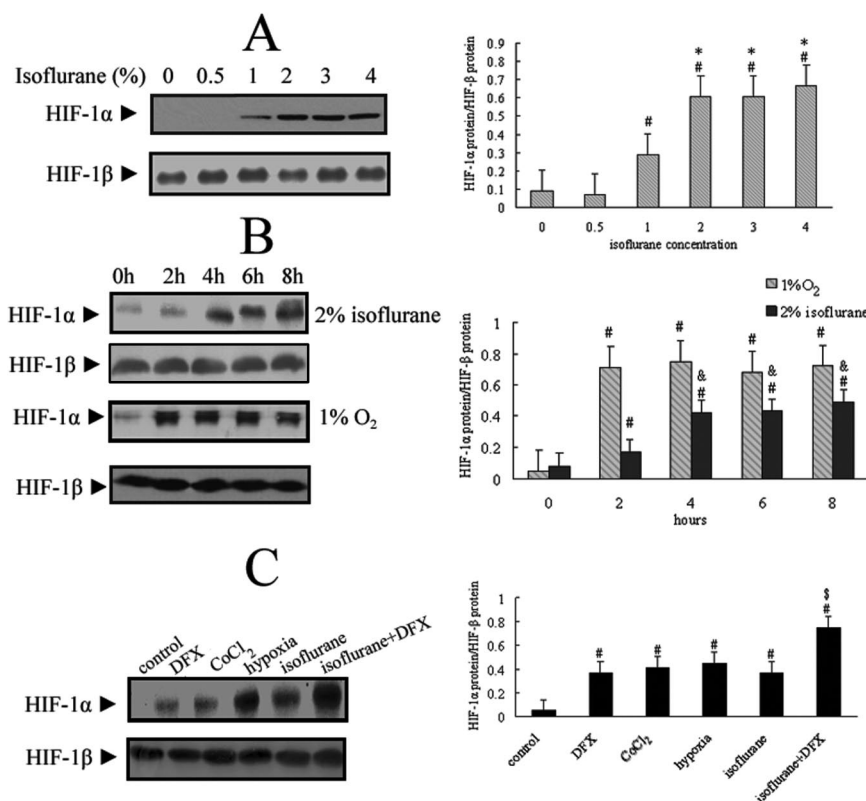 A
Isoflurane (%) 0 0.5 1 2 3 4
HIF-1α
HIF-1β
HIF-1α protein/HIF-β protein
0.9
0.8
0.7
0.6
0.5
0.4
0.3
0.2
0.1
0
* * *
# # # #
0 0.5 1 2 3 4
isoflurane concentration
B
0h 2h 4h 6h 8h
HIF-1α 2% isoflurane
HIF-1β
HIF-1α 1% O₂
HIF-1β
1%O₂
2% isoflurane
HIF-1α protein/HIF-β protein
1
0.8
0.6
0.4
0.2
0
# # # #
& & &
# # # #
0 2 4 6 8
hours
C
control DFX CoCl₂ hypoxia isoflurane isoflurane+DFX
HIF-1α
HIF-1β
HIF-1α protein/HIF-β protein
1
0.8
0.6
0.4
0.2
0
$
# # # # #
control DFX CoCl₂ hypoxia isoflurane isoflurane+DFX